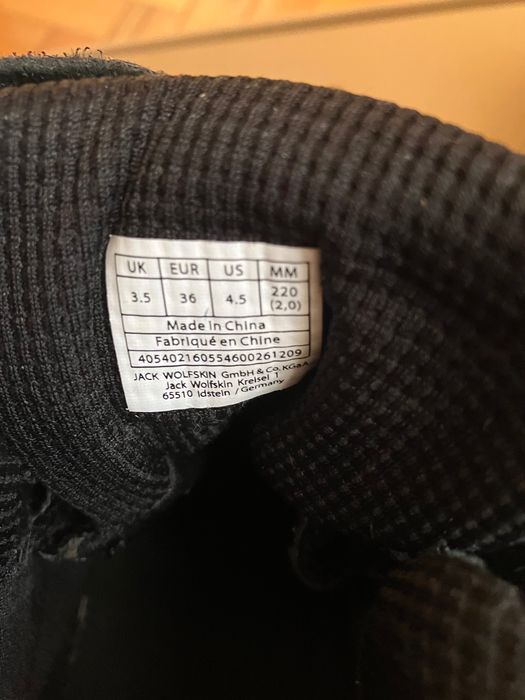 UK EUR US MM
3.5 36 4.5 220 (2,0)
Made in China
Fabriqué en Chine
405402160554600261209
JACK WOLFSKIN GmbH & Co. KGaA
Jack Wolfskin Kreisel 1
65510 Idstein / Germany